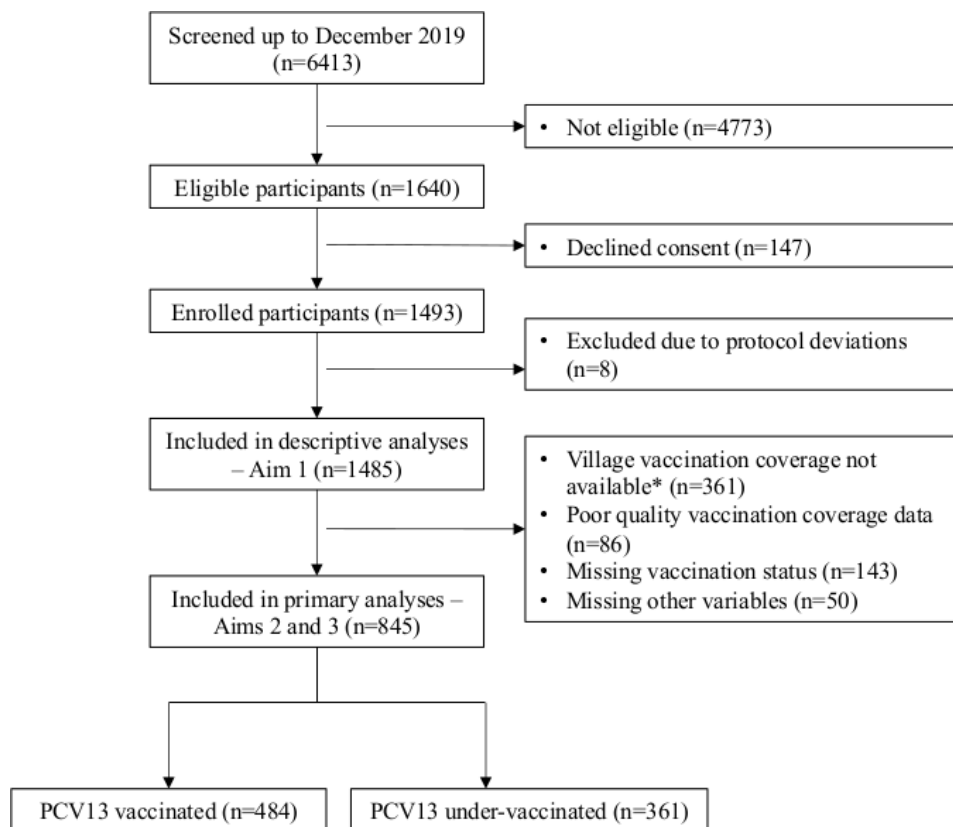 Screened up to December 2019
(n=6413)
• Not eligible (n=4773)
Eligible participants (n=1640)
• Declined consent (n=147)
Enrolled participants (n=1493)
• Excluded due to protocol deviations
(n=8)
Included in descriptive analyses
– Aim 1 (n=1485)
• Village vaccination coverage not
available* (n=361)
• Poor quality vaccination coverage data
(n=86)
• Missing vaccination status (n=143)
• Missing other variables (n=50)
Included in primary analyses –
Aims 2 and 3 (n=845)
PCV13 vaccinated (n=484)
PCV13 under-vaccinated (n=361)